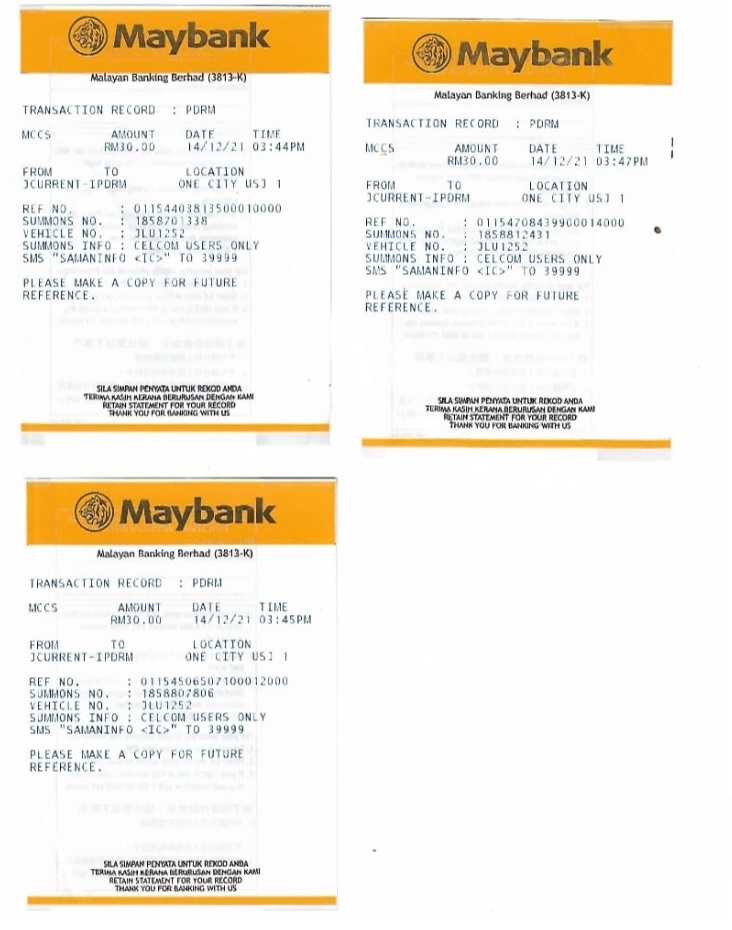 Maybank
Malayan Banking Berhad (3813-K)
TRANSACTION RECORD : PDRM
MCCS AMOUNT DATE TIME
RM30.00 14/12/21 03:44PM
FROM TO LOCATION
JCURRENT-IPDRM ONE CITY USJ 1
REF NO. : 01154403813500010000
SUMMONS NO. : 1858701338
VEHICLE NO. : JLU1252
SUMMONS INFO : CELCOM USERS ONLY
SMS "SAMANINFO <IC>" TO 39999
PLEASE MAKE A COPY FOR FUTURE
REFERENCE.
SILA SIMPAN PENYATA UNTUK REKOD ANDA
TERIMA KASIH KERANA BERURUSAN DENGAN KAMI
RETAIN STATEMENT FOR YOUR RECORD
THANK YOU FOR BANKING WITH US
Maybank
Malayan Banking Berhad (3813-K)
TRANSACTION RECORD : PDRM
MCCS AMOUNT DATE TIME
RM30.00 14/12/21 03:47PM
FROM TO LOCATION
JCURRENT-IPDRM ONE CITY USJ 1
REF NO. : 01154708439900014000
SUMMONS NO. : 1858812431
VEHICLE NO. : JLU1252
SUMMONS INFO : CELCOM USERS ONLY
SMS "SAMANINFO <IC>" TO 39999
PLEASE MAKE A COPY FOR FUTURE
REFERENCE.
SILA SIMPAN PENYATA UNTUK REKOD ANDA
TERIMA KASIH KERANA BERURUSAN DENGAN KAMI
RETAIN STATEMENT FOR YOUR RECORD
THANK YOU FOR BANKING WITH US
Maybank
Malayan Banking Berhad (3813-K)
TRANSACTION RECORD : PDRM
MCCS AMOUNT DATE TIME
RM30.00 14/12/21 03:45PM
FROM TO LOCATION
JCURRENT-IPDRM ONE CITY USJ 1
REF NO. : 01154506507100012000
SUMMONS NO. : 1858807806
VEHICLE NO. : JLU1252
SUMMONS INFO : CELCOM USERS ONLY
SMS "SAMANINFO <IC>" TO 39999
PLEASE MAKE A COPY FOR FUTURE
REFERENCE.
SILA SIMPAN PENYATA UNTUK REKOD ANDA
TERIMA KASIH KERANA BERURUSAN DENGAN KAMI
RETAIN STATEMENT FOR YOUR RECORD
THANK YOU FOR BANKING WITH US